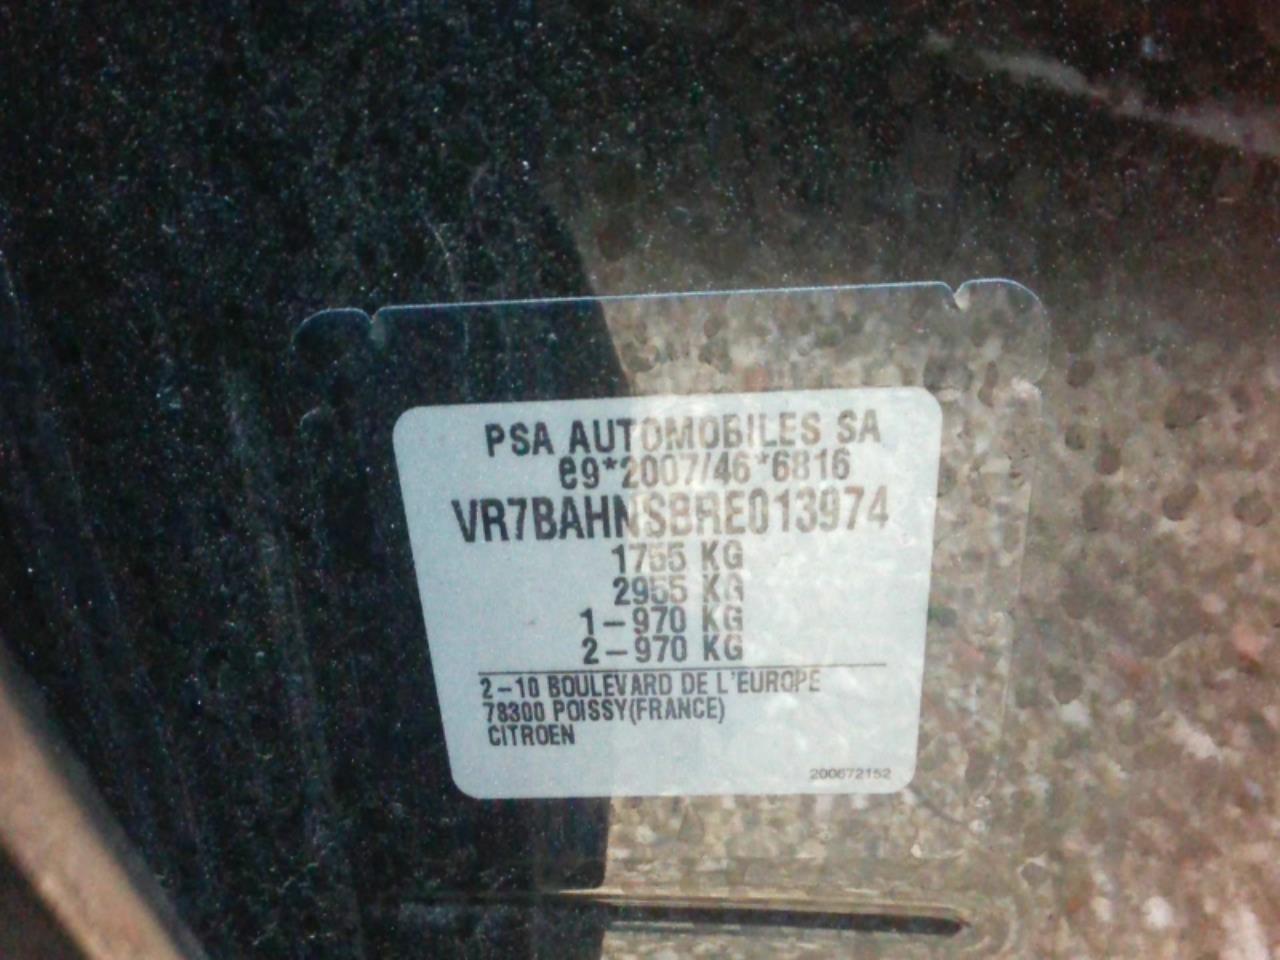 PSA AUTOMOBILES SA
e9*2007/46*6816
VR7BAHNSBRE013974
1755 KG
2955 KG
1-970 KG
2-970 KG
2-10 BOULEVARD DE L'EUROPE
78300 POISSY(FRANCE)
CITROEN
200672152